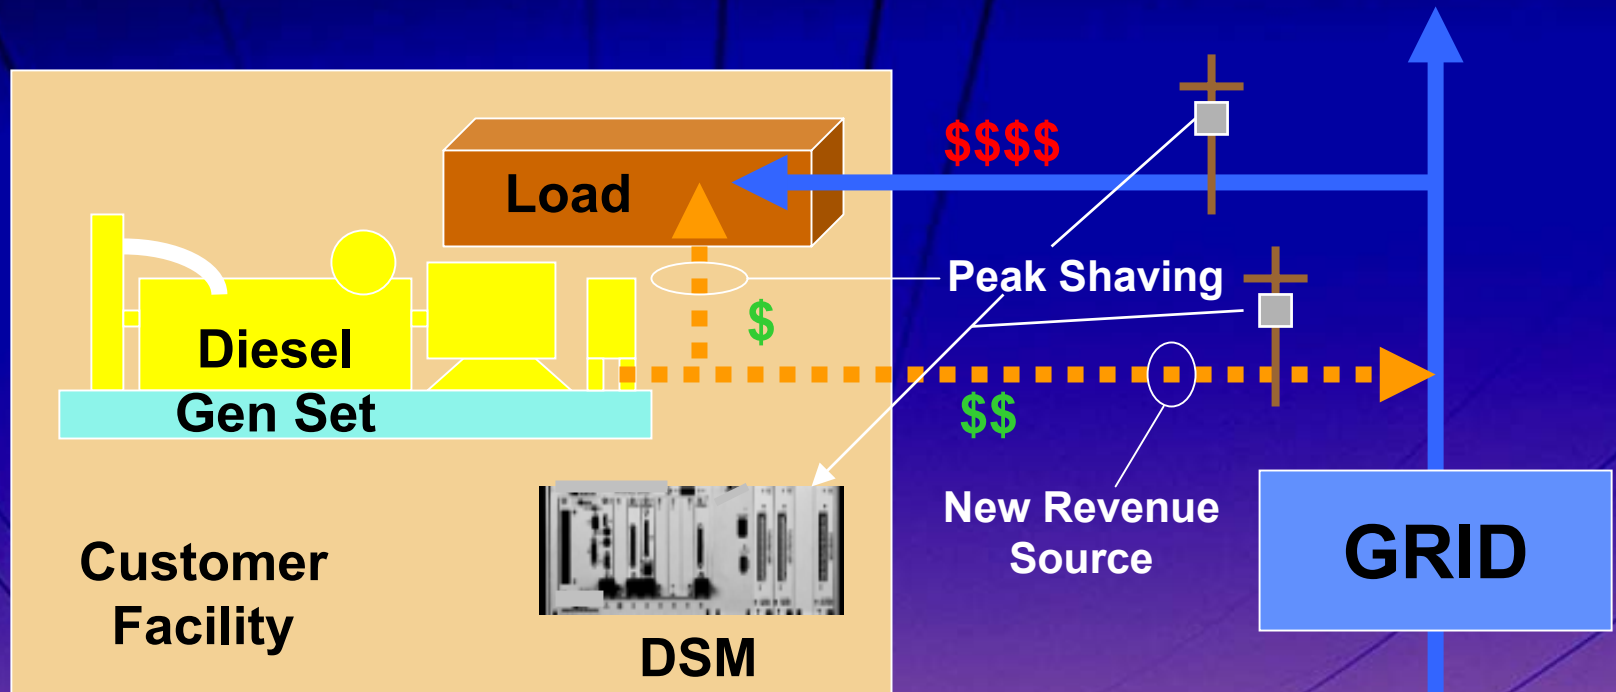 $$$$
Load
Peak Shaving
$
Diesel
Gen Set
$$
New Revenue
Source
GRID
Customer
Facility
DSM